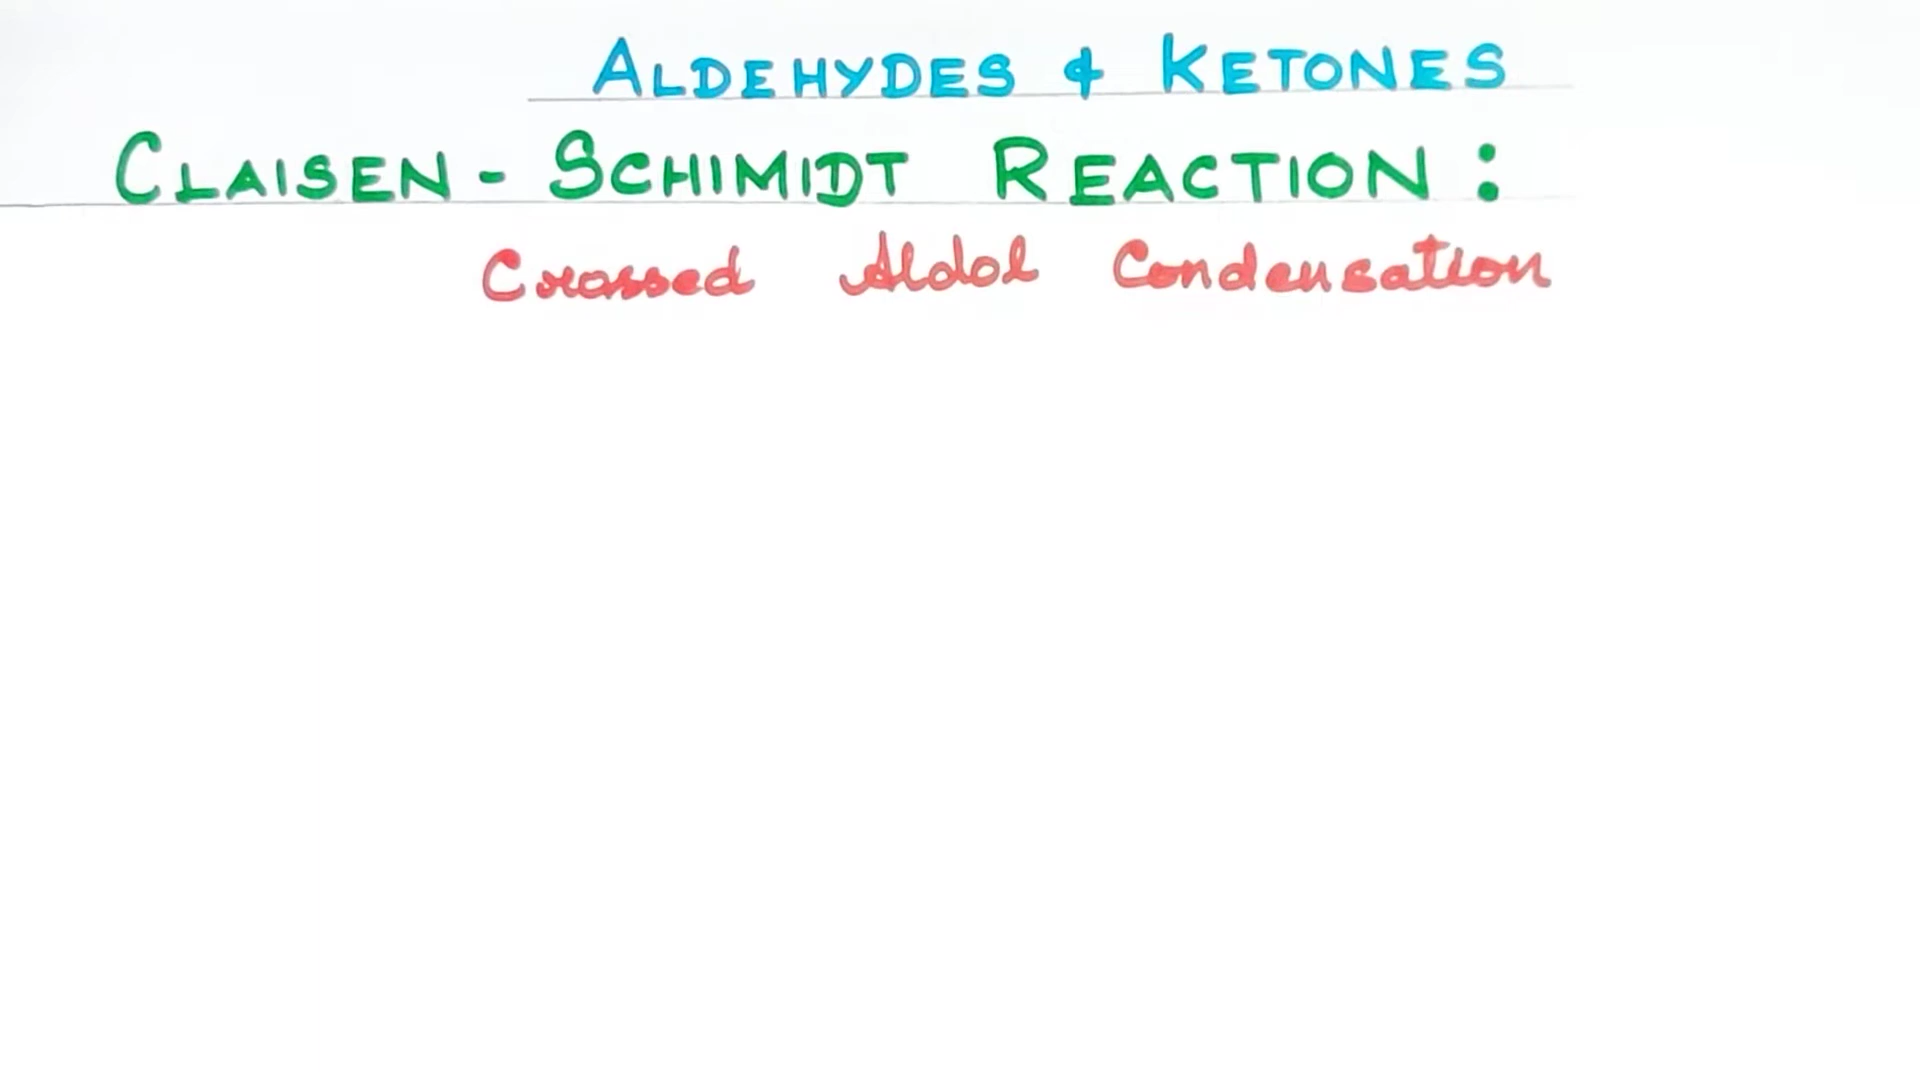 ALDEHYDES & KETONES
CLAISEN - SCHIMIDT REACTION :
Crossed Aldol Condensation